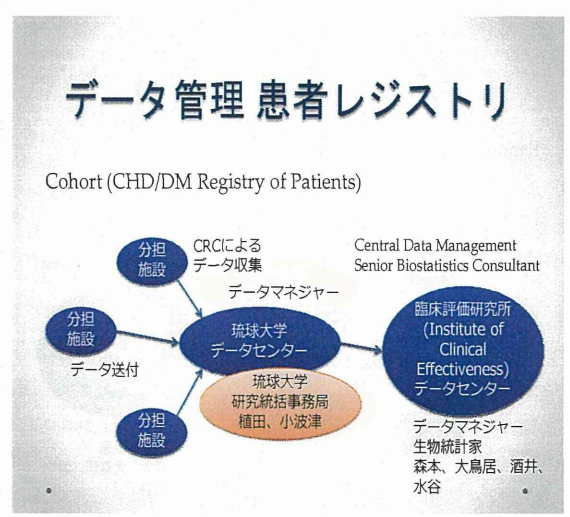 データ管理 患者レジストリ
Cohort (CHD/DM Registry of Patients)
分担
施設
CRCによる
データ収集
Central Data Management
Senior Biostatistics Consultant
データマネジャー
分担
施設
データ送付
琉球大学
データセンター
臨床評価研究所
(Institute of
Clinical
Effectiveness)
データセンター
琉球大学
研究統括事務局
植田、小波津
分担
施設
データマネジャー
生物統計家
森本、大鳥居、酒井、
水谷